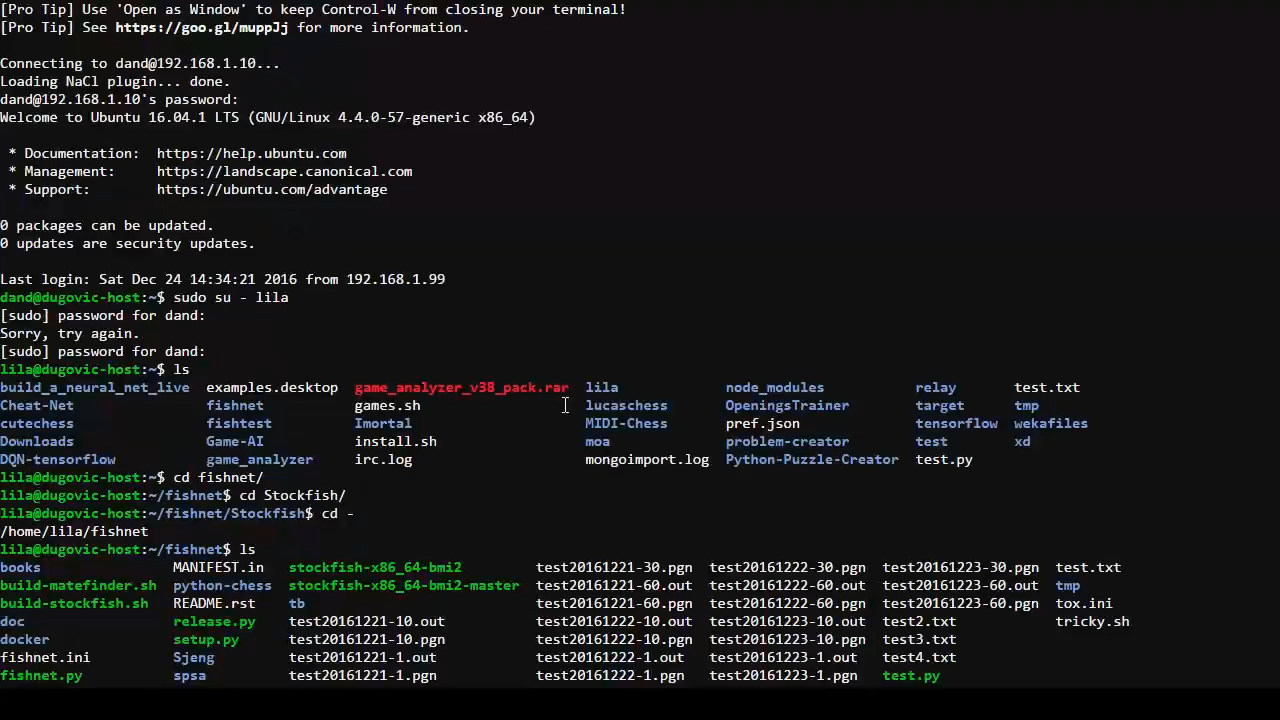 [Pro Tip] Use 'Open as Window' to keep Control-W from closing your terminal!
[Pro Tip] See https://goo.gl/muppJj for more information.
Connecting to dand@192.168.1.10...
Loading NaCl plugin... done.
dand@192.168.1.10's password:
Welcome to Ubuntu 16.04.1 LTS (GNU/Linux 4.4.0-57-generic x86_64)
* Documentation:  https://help.ubuntu.com
* Management:     https://landscape.canonical.com
* Support:        https://ubuntu.com/advantage
0 packages can be updated.
0 updates are security updates.
Last login: Sat Dec 24 14:34:21 2016 from 192.168.1.99
dand@dugovic-host:~$ sudo su - lila
[sudo] password for dand:
Sorry, try again.
[sudo] password for dand:
lila@dugovic-host:~$ ls
build_a_neural_net_live  examples.desktop  game_analyzer_v38_pack.rar  lila  node_modules  relay  test.txt
Cheat-Net  fishnet  games.sh  lucaschess  OpeningsTrainer  target  tmp
cutechess  fishtest  Imortal  MIDI-Chess  pref.json  tensorflow  wekafiles
Downloads  Game-AI  install.sh  moa  problem-creator  test  xd
DQN-tensorflow  game_analyzer  irc.log  mongoimport.log  Python-Puzzle-Creator  test.py
lila@dugovic-host:~$ cd fishnet/
lila@dugovic-host:~/fishnet$ cd Stockfish/
lila@dugovic-host:~/fishnet/Stockfish$ cd -
/home/lila/fishnet
lila@dugovic-host:~/fishnet$ ls
books  MANIFEST.in  stockfish-x86_64-bmi2  test20161221-30.pgn  test20161222-30.pgn  test20161223-30.pgn  test.txt
build-matefinder.sh  python-chess  stockfish-x86_64-bmi2-master  test20161221-60.out  test20161222-60.out  test20161223-60.out  tmp
build-stockfish.sh  README.rst  tb  test20161221-60.pgn  test20161222-60.pgn  test20161223-60.pgn  tox.ini
doc  release.py  test20161221-10.out  test20161222-10.out  test20161223-10.out  test2.txt  tricky.sh
docker  setup.py  test20161221-10.pgn  test20161222-10.pgn  test20161223-10.pgn  test3.txt
fishnet.ini  Sjeng  test20161221-1.out  test20161222-1.out  test20161223-1.out  test4.txt
fishnet.py  spsa  test20161221-1.pgn  test20161222-1.pgn  test20161223-1.pgn  test.py